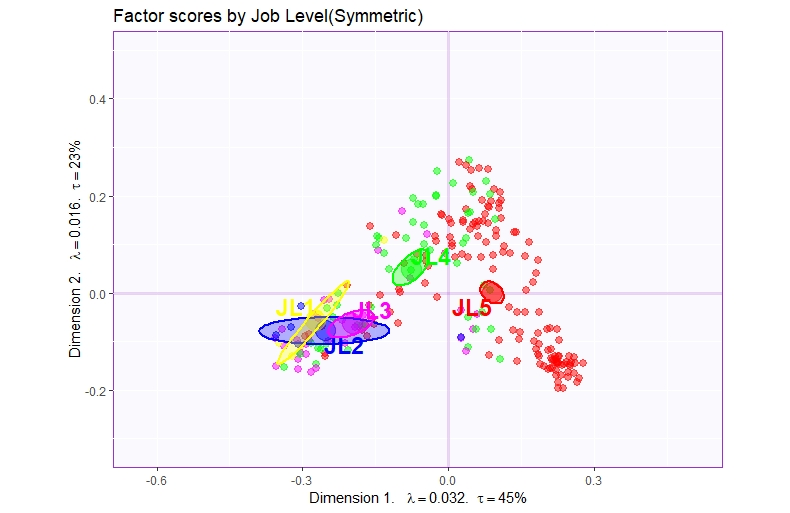 Factor scores by Job Level(Symmetric)
0.4
0.2
0.0
-0.2
Dimension 2. λ = 0.016. τ = 23%
JL4
JL1
JL3
JL5
JL2
-0.6
-0.3
0.0
0.3
Dimension 1. λ = 0.032. τ = 45%